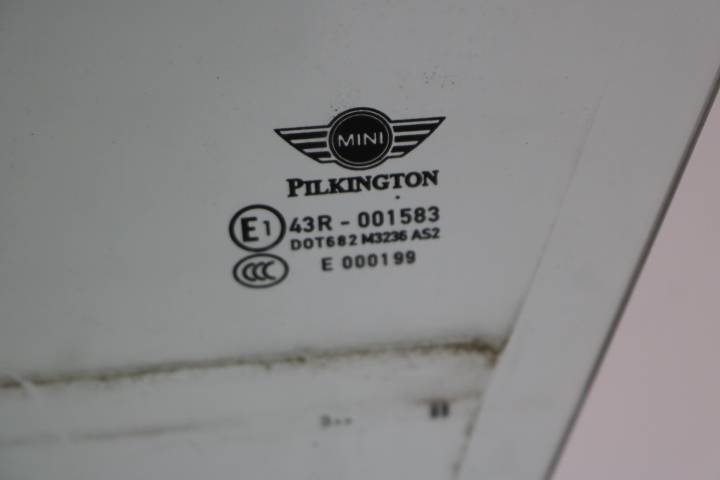 MINI
PILKINGTON
E1 43R - 001583
DOT682 M3236 AS2
CCC E 000199